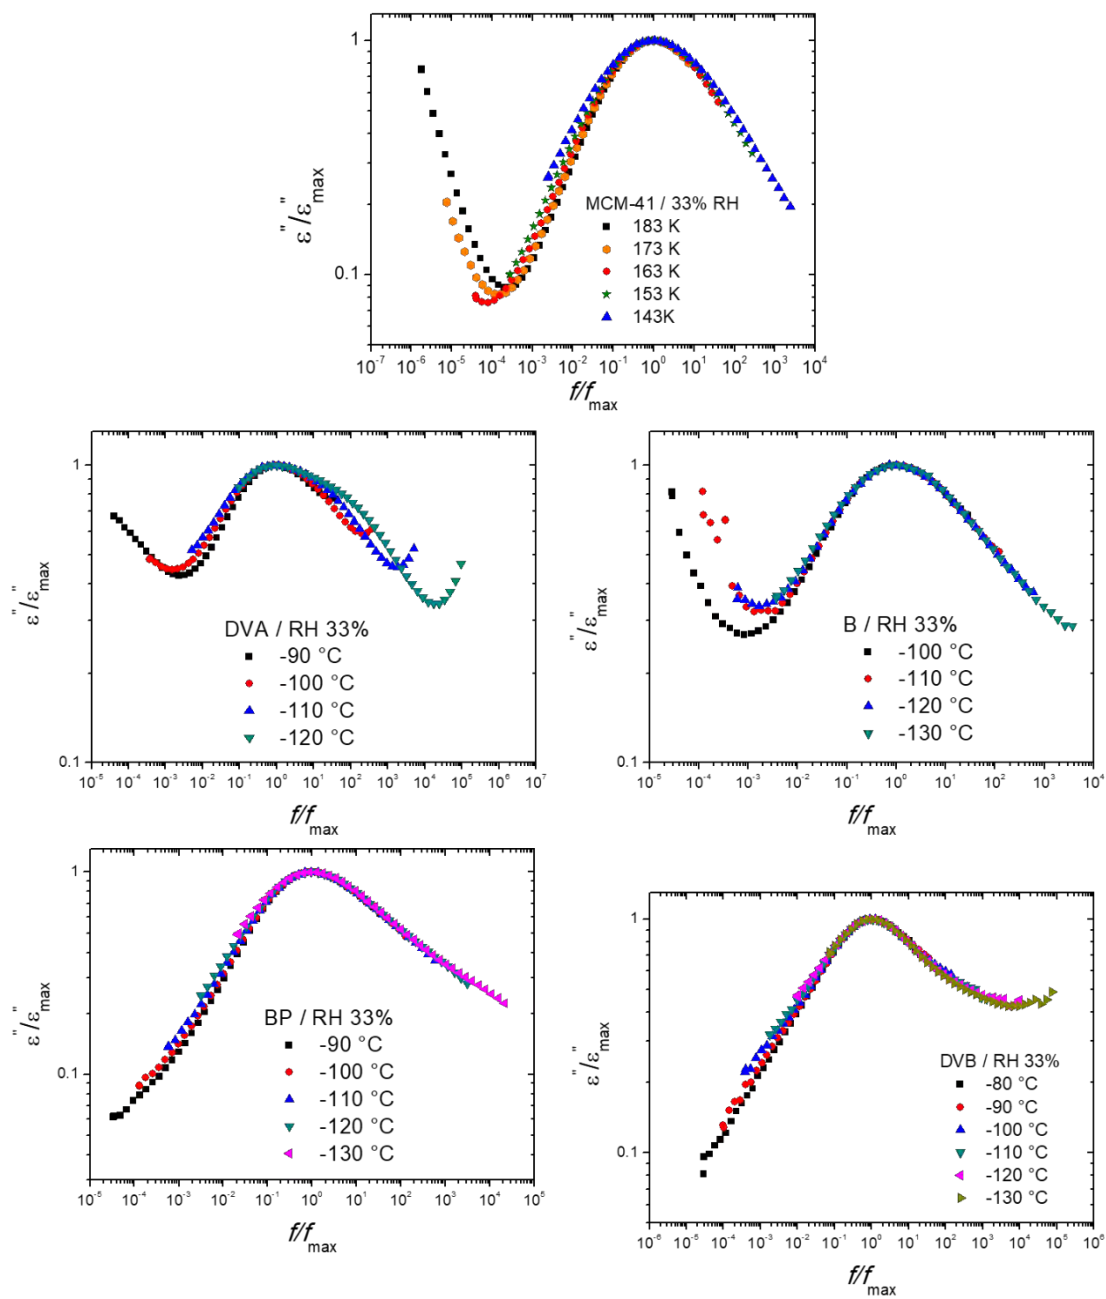 ε"/ε"max
1
0.1
MCM-41 / 33% RH
183 K
173 K
163 K
153 K
143K
10⁻⁷ 10⁻⁶ 10⁻⁵ 10⁻⁴ 10⁻³ 10⁻² 10⁻¹ 10⁰ 10¹ 10² 10³ 10⁴
f/fmax
ε"/ε"max
1
0.1
DVA / RH 33%
-90 °C
-100 °C
-110 °C
-120 °C
10⁻⁵ 10⁻⁴ 10⁻³ 10⁻² 10⁻¹ 10⁰ 10¹ 10² 10³ 10⁴ 10⁵ 10⁶ 10⁷
f/fmax
ε"/ε"max
1
0.1
B / RH 33%
-100 °C
-110 °C
-120 °C
-130 °C
10⁻⁵ 10⁻⁴ 10⁻³ 10⁻² 10⁻¹ 10⁰ 10¹ 10² 10³ 10⁴
f/fmax
ε"/ε"max
1
0.1
BP / RH 33%
-90 °C
-100 °C
-110 °C
-120 °C
-130 °C
10⁻⁵ 10⁻⁴ 10⁻³ 10⁻² 10⁻¹ 10⁰ 10¹ 10² 10³ 10⁴ 10⁵
f/fmax
ε"/ε"max
1
0.1
DVB / RH 33%
-80 °C
-90 °C
-100 °C
-110 °C
-120 °C
-130 °C
10⁻⁶ 10⁻⁵ 10⁻⁴ 10⁻³ 10⁻² 10⁻¹ 10⁰ 10¹ 10² 10³ 10⁴ 10⁵ 10⁶
f/fmax